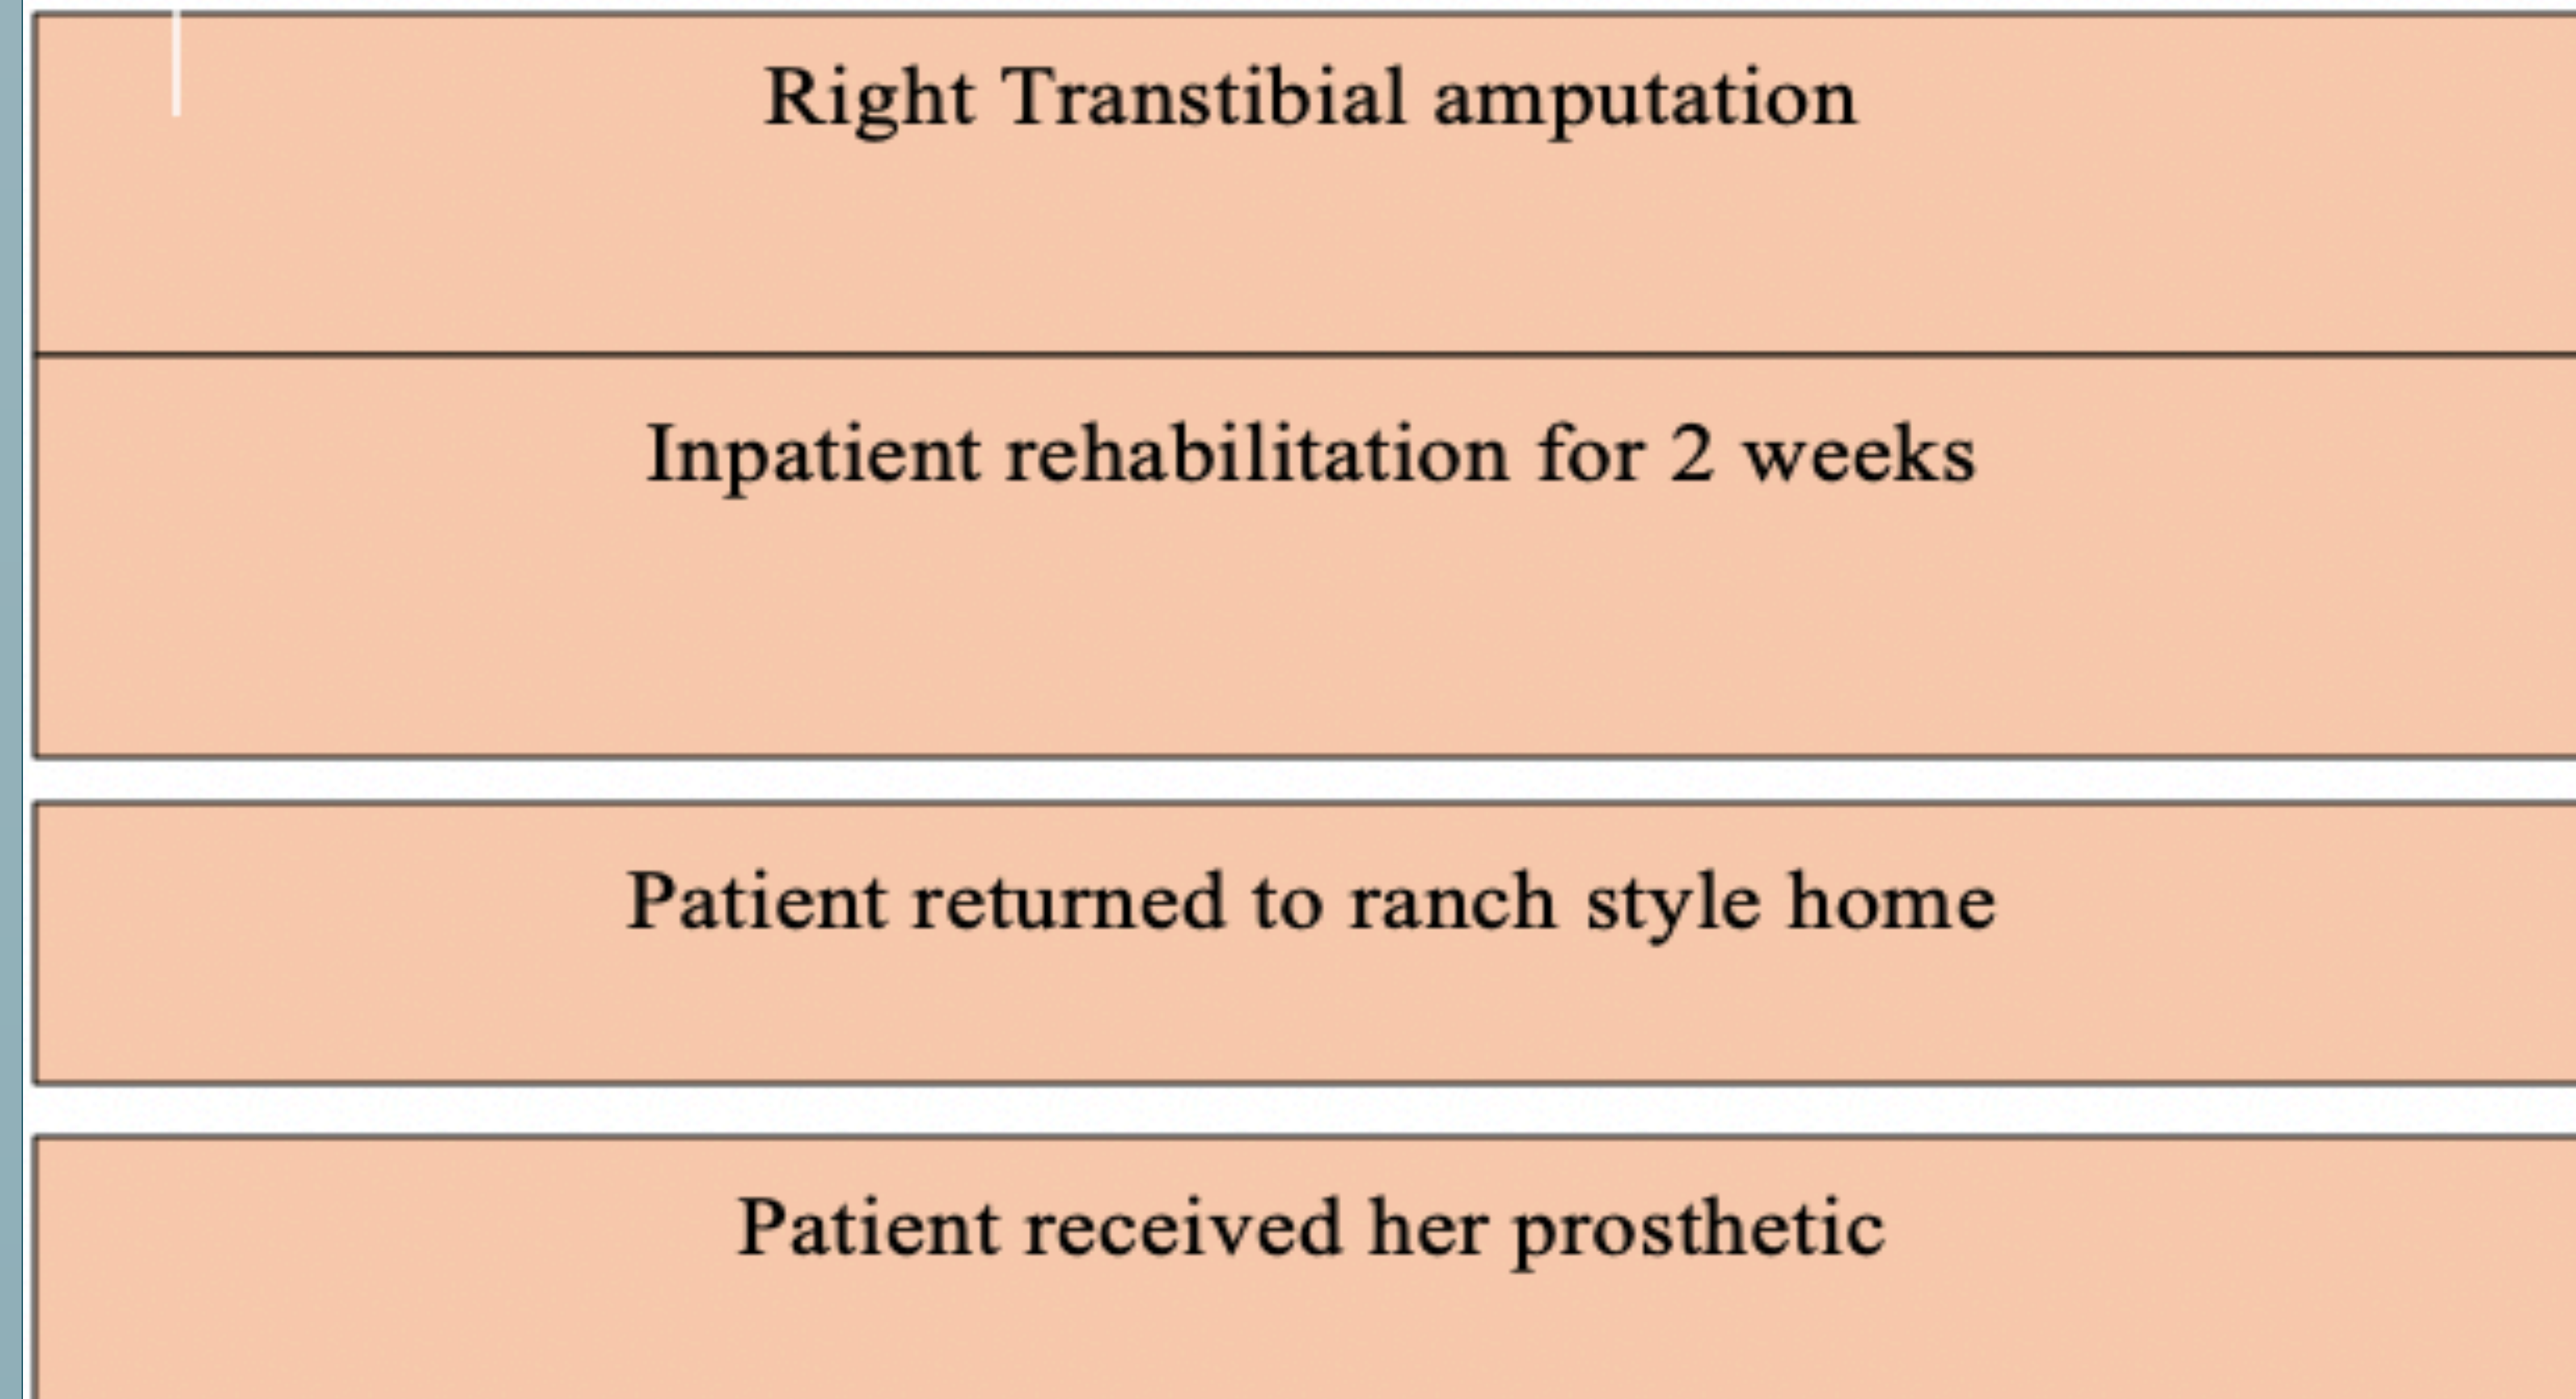 Right Transtibial amputation
Inpatient rehabilitation for 2 weeks
Patient returned to ranch style home
Patient received her prosthetic